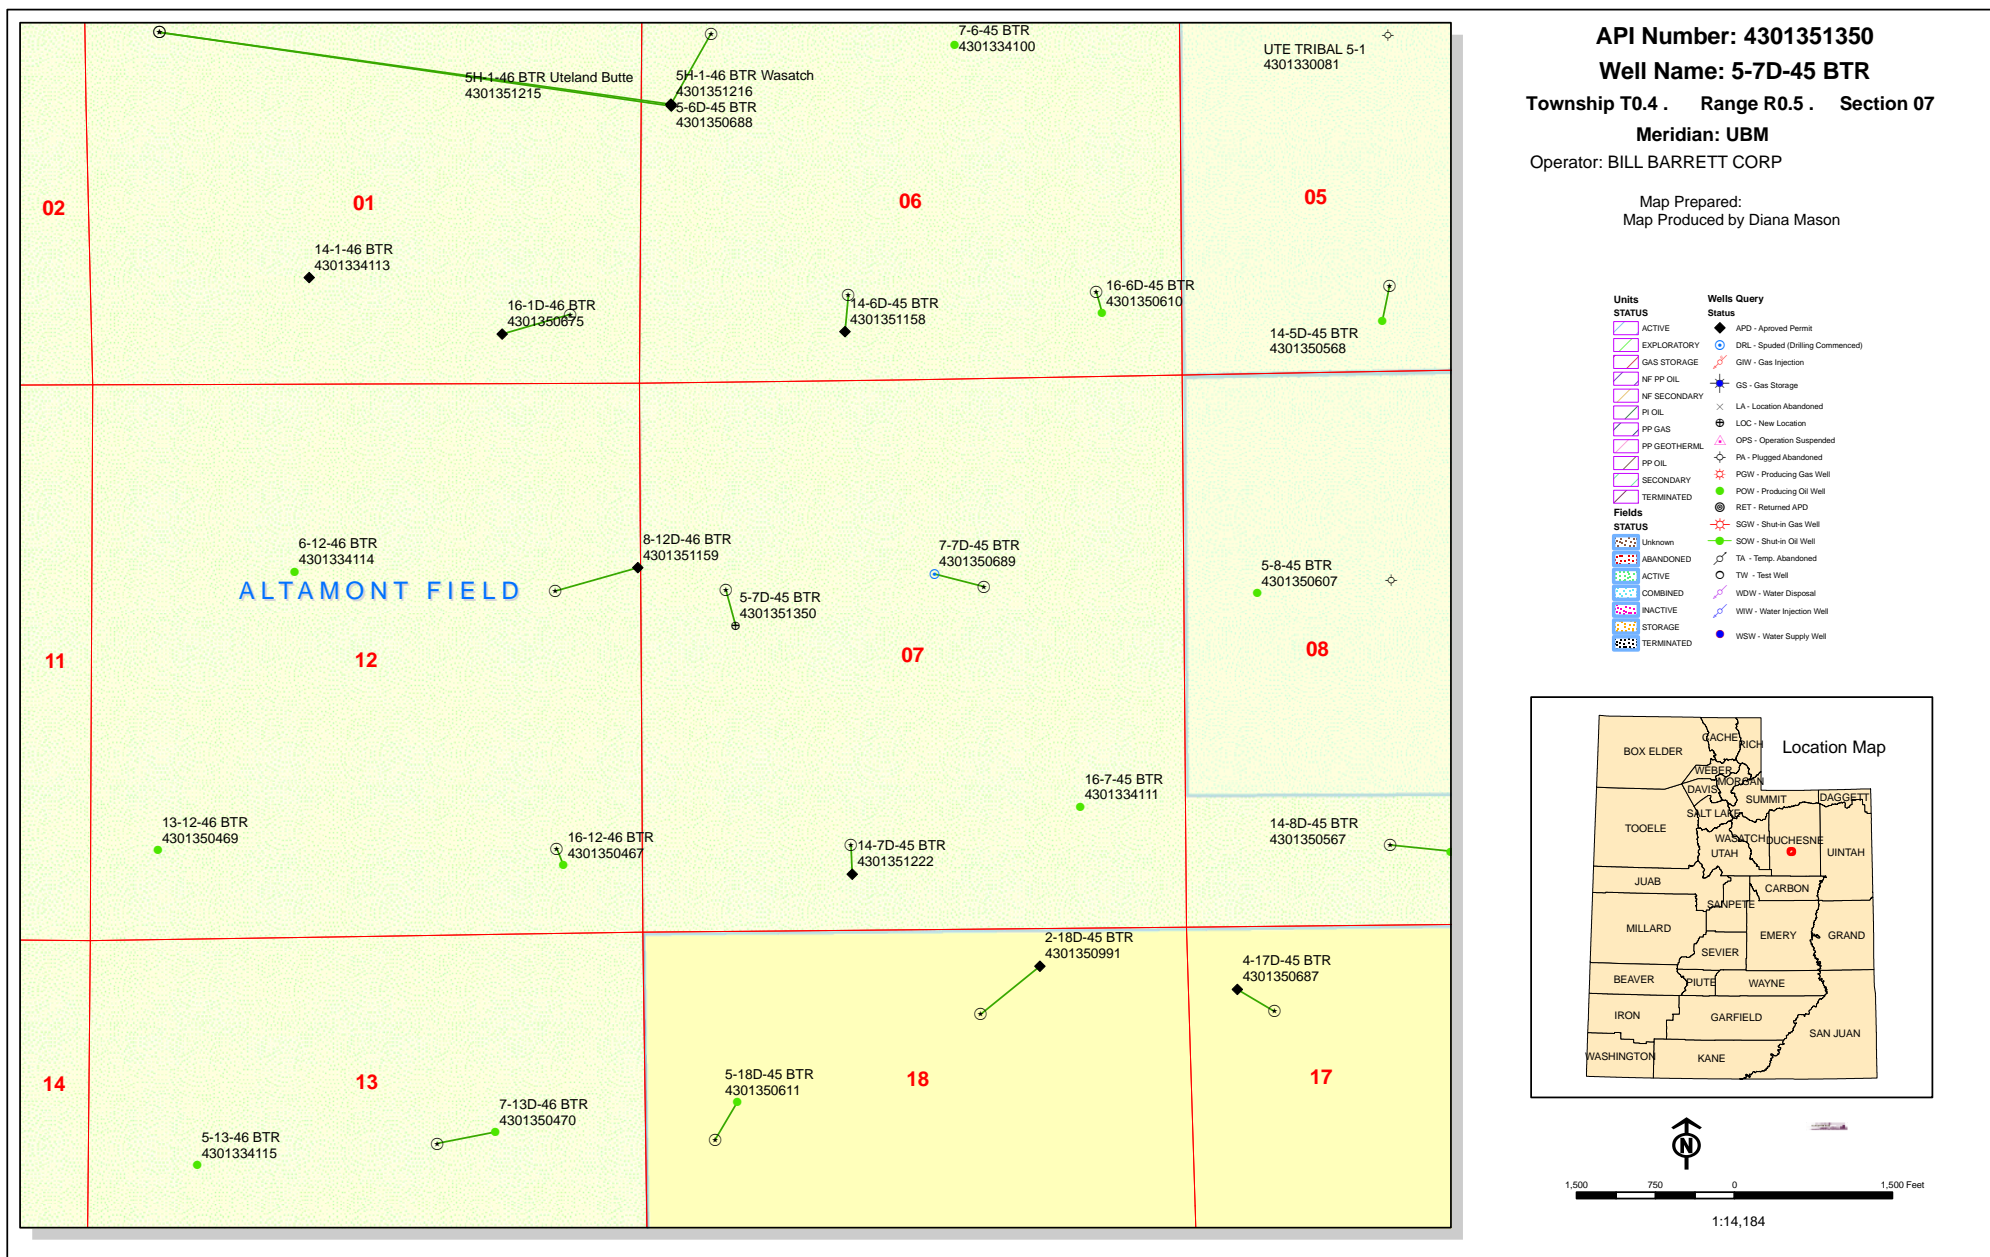 API Number: 4301351350
Well Name: 5-7D-45 BTR
Township T0.4 . Range R0.5 . Section 07
Meridian: UBM
Operator: BILL BARRETT CORP
Map Prepared:
Map Produced by Diana Mason
5H-1-46 BTR Uteland Butte
4301351215
5H-1-46 BTR Wasatch
4301351216
5-6D-45 BTR
4301350688
7-6-45 BTR
4301334100
UTE TRIBAL 5-1
4301330081
02
01
06
05
14-1-46 BTR
4301334113
16-1D-46 BTR
4301350675
14-6D-45 BTR
4301351158
16-6D-45 BTR
4301350610
14-5D-45 BTR
4301350568
6-12-46 BTR
4301334114
8-12D-46 BTR
4301351159
7-7D-45 BTR
4301350689
5-8-45 BTR
4301350607
ALTAMONT FIELD
5-7D-45 BTR
4301351350
11
12
07
08
13-12-46 BTR
4301350469
16-12-46 BTR
4301350467
14-7D-45 BTR
4301351222
16-7-45 BTR
4301334111
14-8D-45 BTR
4301350567
2-18D-45 BTR
4301350991
4-17D-45 BTR
4301350687
14
13
18
17
5-18D-45 BTR
4301350611
7-13D-46 BTR
4301350470
5-13-46 BTR
4301334115
Units
STATUS
ACTIVE
EXPLORATORY
GAS STORAGE
NF PP OIL
NF SECONDARY
PI OIL
PP GAS
PP GEOTHERML
PP OIL
SECONDARY
TERMINATED
Fields
STATUS
Unknown
ABANDONED
ACTIVE
COMBINED
INACTIVE
STORAGE
TERMINATED
Wells Query
Status
APD - Aproved Permit
DRL - Spuded (Drilling Commenced)
GIW - Gas Injection
GS - Gas Storage
LA - Location Abandoned
LOC - New Location
OPS - Operation Suspended
PA - Plugged Abandoned
PGW - Producing Gas Well
POW - Producing Oil Well
RET - Returned APD
SGW - Shut-in Gas Well
SOW - Shut-in Oil Well
TA - Temp. Abandoned
TW - Test Well
WDW - Water Disposal
WIW - Water Injection Well
WSW - Water Supply Well
Location Map
BOX ELDER
CACHE
RICH
WEBER
MORGAN
DAVIS
SUMMIT
DAGGETT
SALT LAKE
TOOELE
WASATCH
DUCHESNE
UTAH
UINTAH
JUAB
CARBON
SANPETE
MILLARD
EMERY
GRAND
SEVIER
BEAVER
PIUTE
WAYNE
IRON
GARFIELD
SAN JUAN
WASHINGTON
KANE
N
1,500 750 0 1,500 Feet
1:14,184